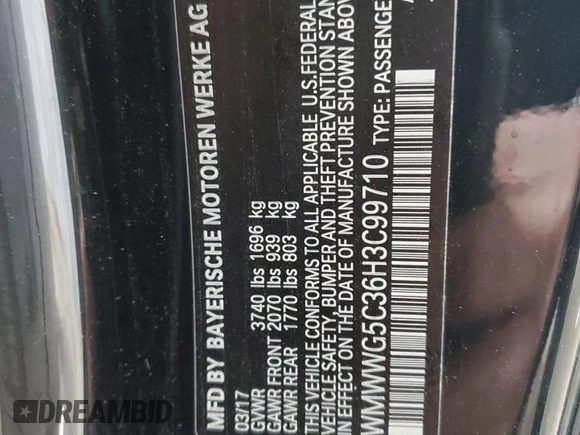 MFD BY BAYERISCHE MOTOREN WERKE AG
03/17
GVWR 3740 lbs 1696 kg
GAWR FRONT 2070 lbs 939 kg
GAWR REAR 1770 lbs 803 kg
THIS VEHICLE CONFORMS TO ALL APPLICABLE U.S. FEDERAL
VEHICLE SAFETY, BUMPER AND THEFT PREVENTION STAN
EFFECT ON THE DATE OF MANUFACTURE SHOWN ABOV
WMWWG5C36H3C99710 TYPE: PASSENGE
DREAMBID